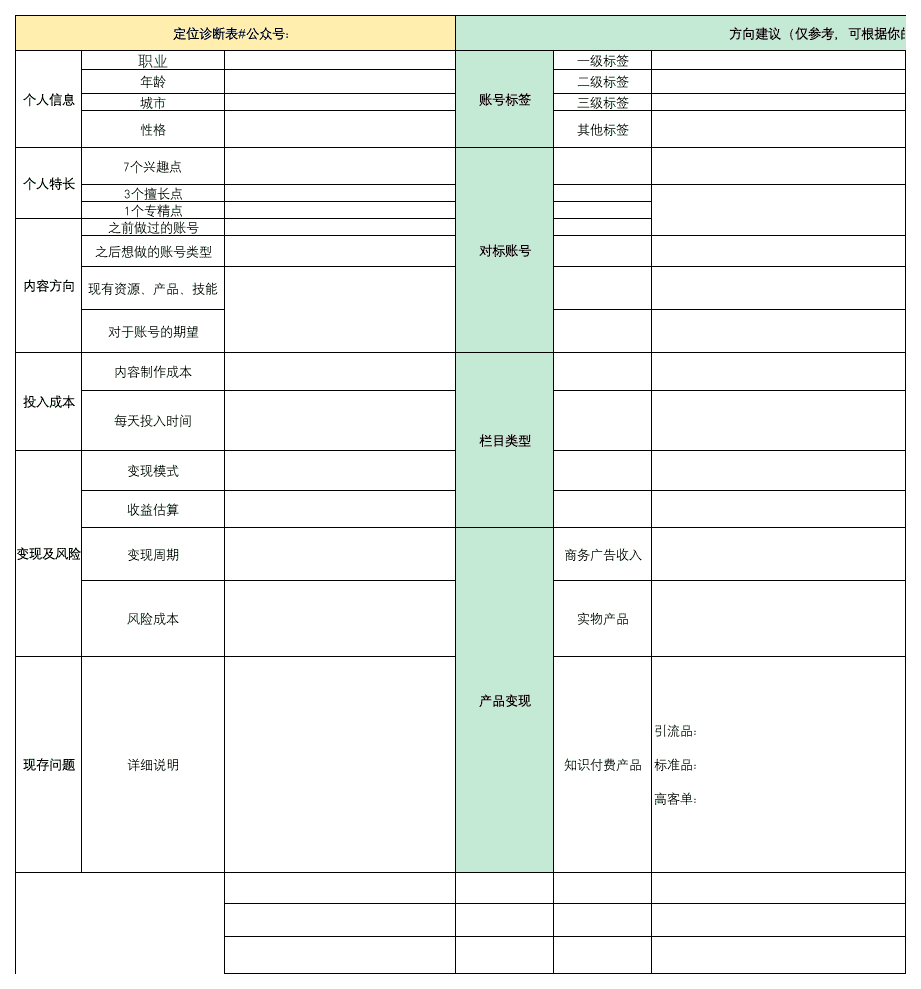 定位诊断表#公众号:
方向建议（仅参考，可根据你
个人信息
职业
年龄
城市
性格
账号标签
一级标签
二级标签
三级标签
其他标签
个人特长
7个兴趣点
3个擅长点
1个专精点
对标账号
内容方向
之前做过的账号
之后想做的账号类型
现有资源、产品、技能
对于账号的期望
投入成本
内容制作成本
每天投入时间
栏目类型
变现及风险
变现模式
收益估算
变现周期
风险成本
产品变现
商务广告收入
实物产品
现存问题
详细说明
知识付费产品
引流品:
标准品:
高客单: